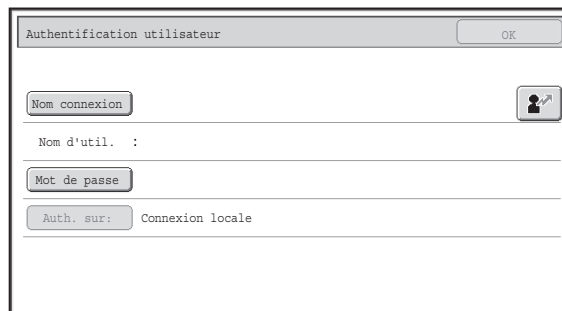 Authentification utilisateur
OK
Nom connexion
Nom d'util. :
Mot de passe
Auth. sur: Connexion locale